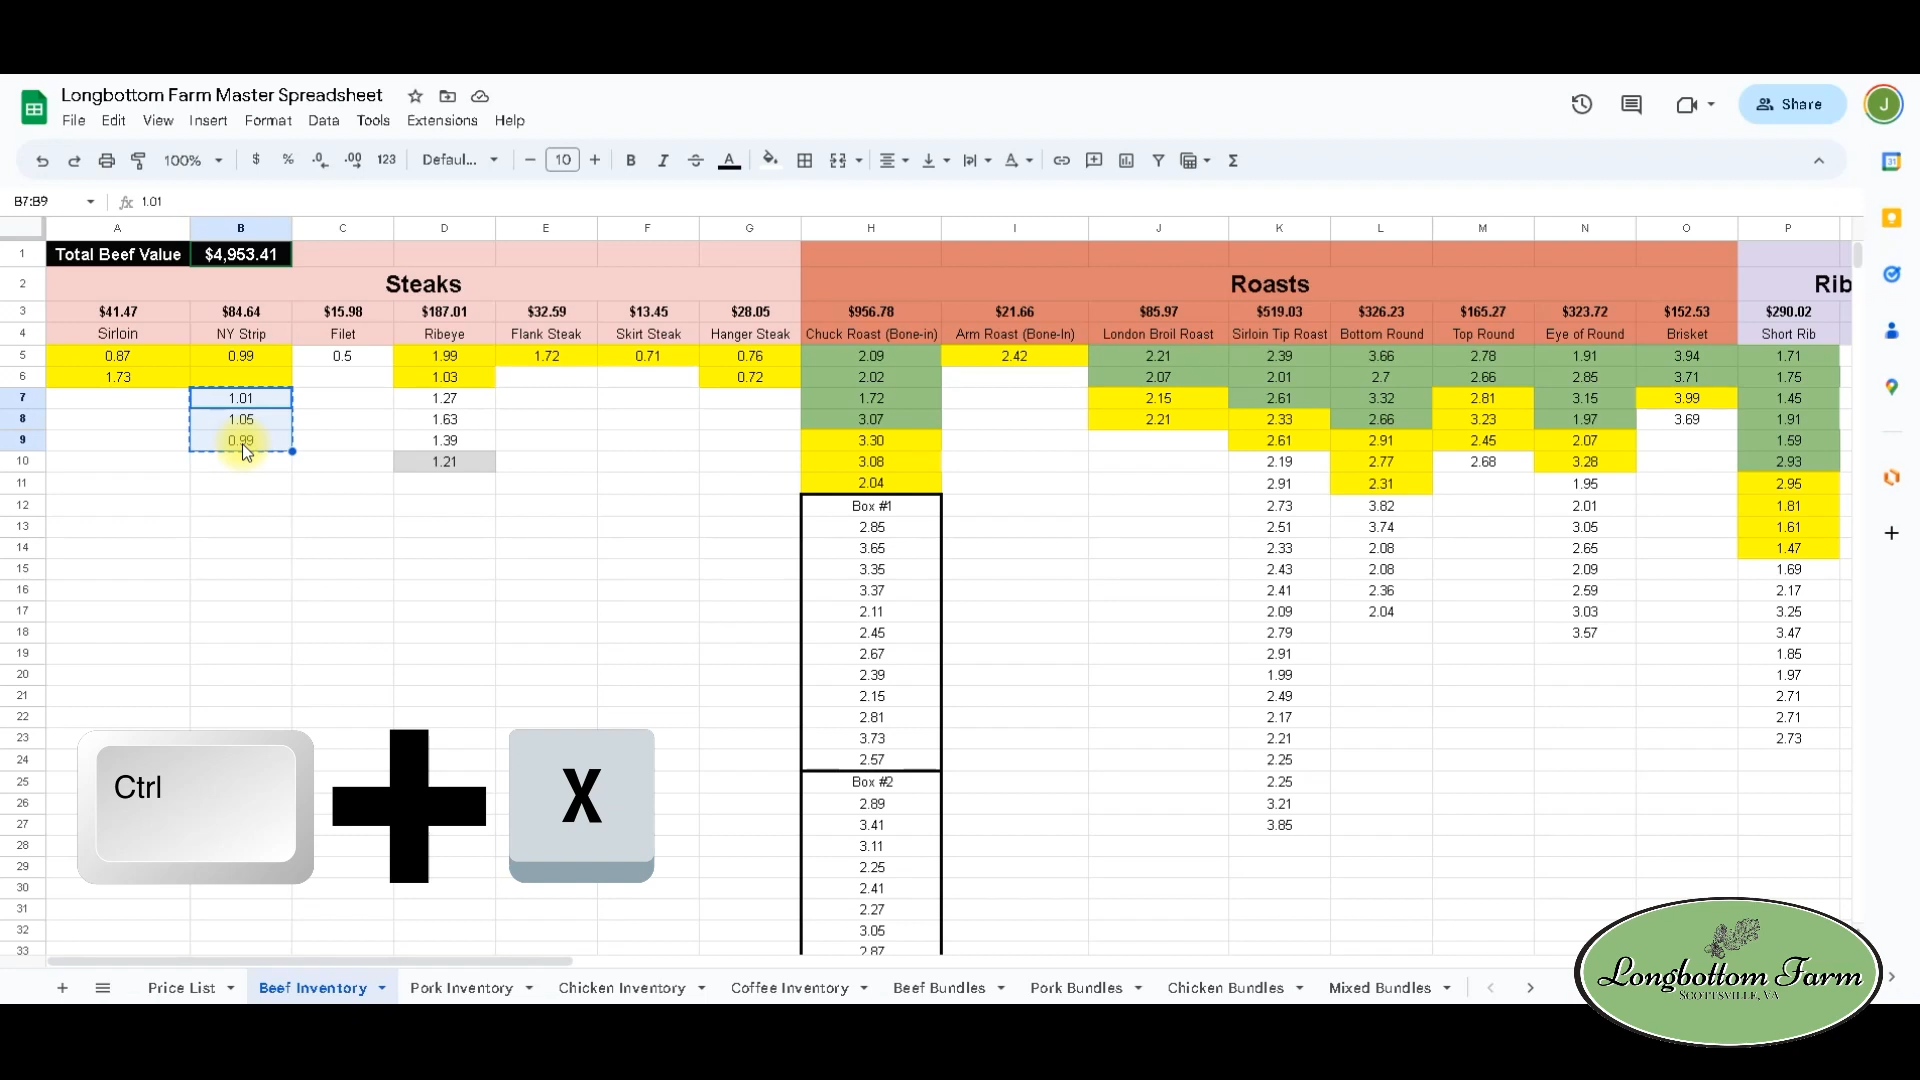 Longbottom Farm Master Spreadsheet
File Edit View Insert Format Data Tools Extensions Help
Share
J
100% $ % .0 .00 123 Defaul... − 10 + B I A Σ
31
B7:B9 fx 1.01
A B C D E F G H I J K L M N O P
1 Total Beef Value $4,953.41
2 Steaks Roasts Rib
3 $41.47 $84.64 $15.98 $187.01 $32.59 $13.45 $28.05 $956.78 $21.66 $85.97 $519.03 $326.23 $165.27 $323.72 $152.53 $290.02
4 Sirloin NY Strip Filet Ribeye Flank Steak Skirt Steak Hanger Steak Chuck Roast (Bone-in) Arm Roast (Bone-In) London Broil Roast Sirloin Tip Roast Bottom Round Top Round Eye of Round Brisket Short Rib
5 0.87 0.99 0.5 1.99 1.72 0.71 0.76 2.09 2.42 2.21 2.39 3.66 2.78 1.91 3.94 1.71
6 1.73 1.03 0.72 2.02 2.07 2.01 2.7 2.66 2.85 3.71 1.75
7 1.01 1.27 1.72 2.15 2.61 3.32 2.81 3.15 3.99 1.45
8 1.05 1.63 3.07 2.21 2.33 2.66 3.23 1.97 3.69 1.91
9 0.99 1.39 3.30 2.61 2.91 2.45 2.07 1.59
10 1.21 3.08 2.19 2.77 2.68 3.28 2.93
11 2.04 2.91 2.31 1.95 2.95
12 Box #1 2.73 3.82 2.01 1.81
13 2.85 2.51 3.74 3.05 1.61
14 3.65 2.33 2.08 2.65 1.47
15 3.35 2.43 2.08 2.09 1.69
16 3.37 2.41 2.36 2.59 2.17
17 2.11 2.09 2.04 3.03 3.25
18 2.45 2.79 3.57 3.47
19 2.67 2.91 1.85
20 2.39 1.99 1.97
21 2.15 2.49 2.71
22 2.81 2.17 2.71
23 3.73 2.21 2.73
24 2.57 2.25
25 Box #2 2.25
26 2.89 3.21
27 3.41 3.85
28 3.11
29 2.25
30 2.41
31 2.27
32 3.05
33 2.87
Ctrl X
Price List Beef Inventory Pork Inventory Chicken Inventory Coffee Inventory Beef Bundles Pork Bundles Chicken Bundles Mixed Bundles
Longbottom Farm
SCOTTSVILLE, VA